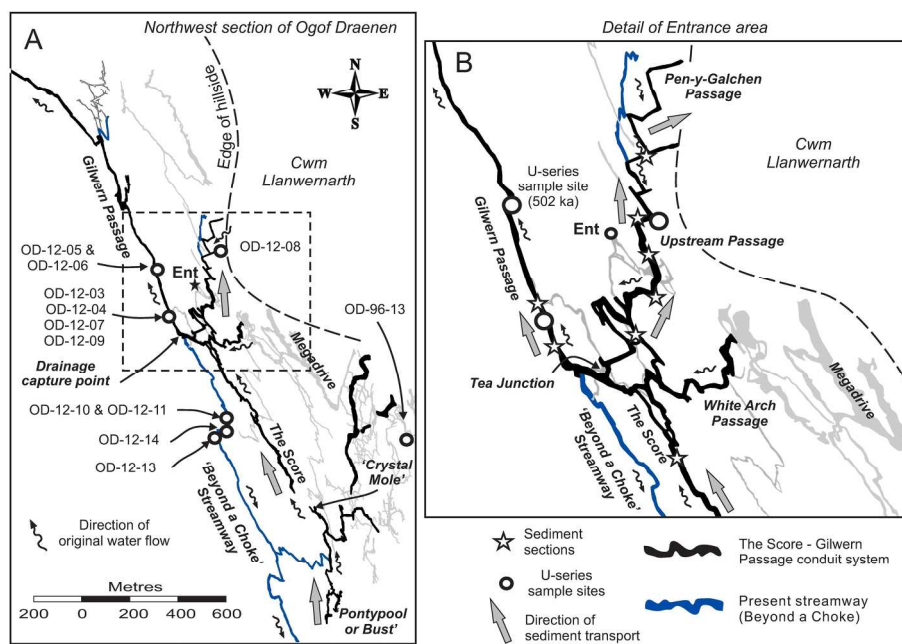 A
Northwest section of Ogof Draenen
N
W E
S
Edge of hillside
Cwm
Llanwernarth
Gilwern Passage
OD-12-05 &
OD-12-06
OD-12-08
Ent
OD-12-03
OD-12-04
OD-12-07
OD-12-09
OD-96-13
Drainage
capture point
Megadrive
OD-12-10 & OD-12-11
The Score
OD-12-14
OD-12-13
'Crystal
Mole'
'Beyond a Choke'
Streamway
Direction of
original water flow
Metres
200 0 200 400 600
'Pontypool
or Bust'
Detail of Entrance area
B
Pen-y-Galchen
Passage
Cwm
Llanwernarth
U-series
sample site
(502 ka)
Ent
Upstream Passage
Gilwern Passage
Tea Junction
Megadrive
White Arch
Passage
The Score
'Beyond a Choke'
Streamway
Sediment
sections
U-series
sample sites
Direction of
sediment transport
The Score - Gilwern
Passage conduit system
Present streamway
(Beyond a Choke)